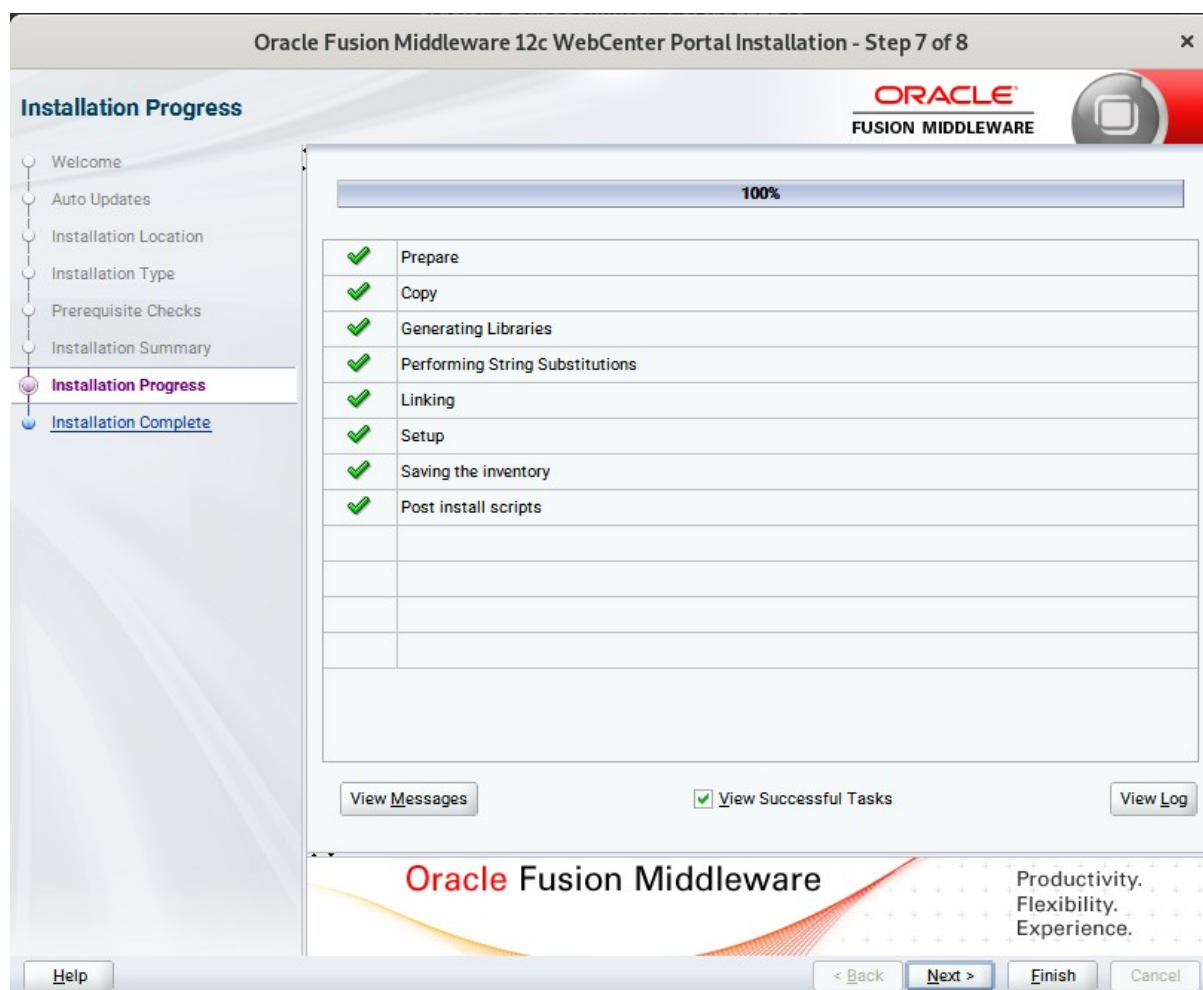 Oracle Fusion Middleware 12c WebCenter Portal Installation - Step 7 of 8
Installation Progress
ORACLE
FUSION MIDDLEWARE
Welcome
Auto Updates
Installation Location
Installation Type
Prerequisite Checks
Installation Summary
Installation Progress
Installation Complete
100%
Prepare
Copy
Generating Libraries
Performing String Substitutions
Linking
Setup
Saving the inventory
Post install scripts
View Messages
View Successful Tasks
View Log
Oracle Fusion Middleware
Productivity.
Flexibility.
Experience.
Help
< Back
Next >
Finish
Cancel